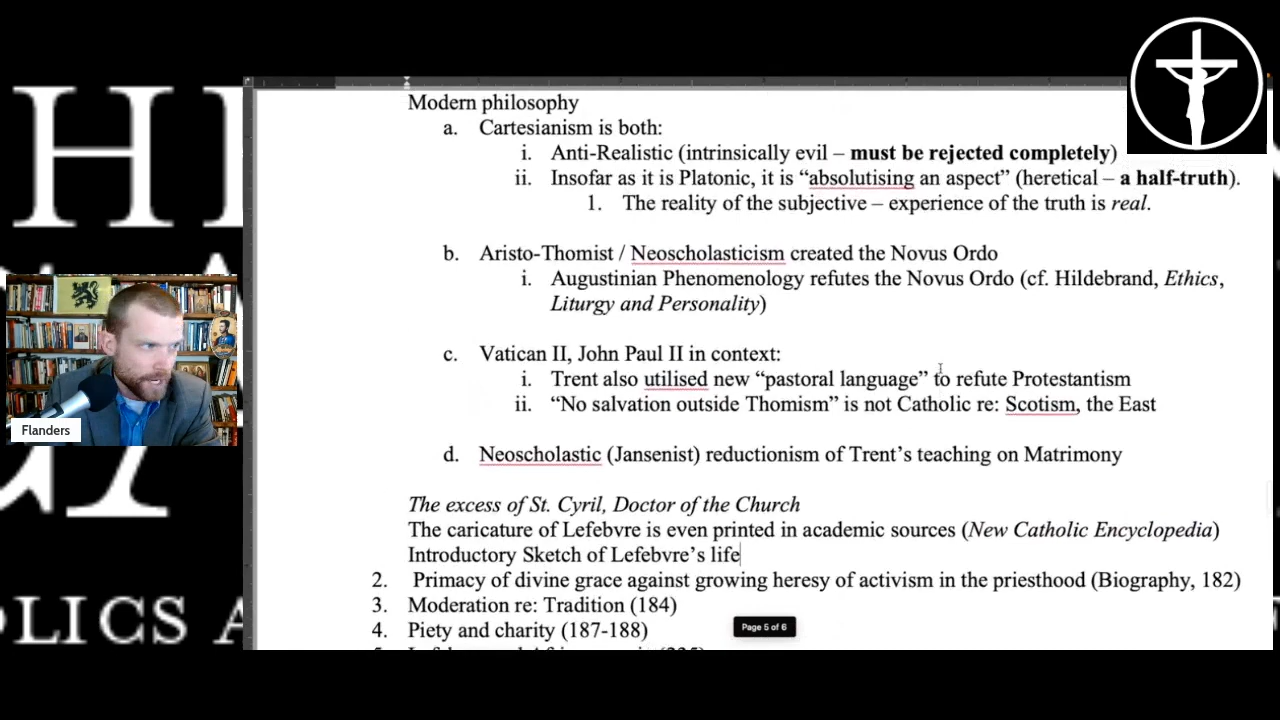 Modern philosophy
a. Cartesianism is both:
i. Anti-Realistic (intrinsically evil – must be rejected completely)
ii. Insofar as it is Platonic, it is “absolutising an aspect” (heretical – a half-truth).
1. The reality of the subjective – experience of the truth is real.
b. Aristo-Thomist / Neoscholasticism created the Novus Ordo
i. Augustinian Phenomenology refutes the Novus Ordo (cf. Hildebrand, Ethics,
Liturgy and Personality)
c. Vatican II, John Paul II in context:
i. Trent also utilised new “pastoral language” to refute Protestantism
ii. “No salvation outside Thomism” is not Catholic re: Scotism, the East
d. Neoscholastic (Jansenist) reductionism of Trent’s teaching on Matrimony
The excess of St. Cyril, Doctor of the Church
The caricature of Lefebvre is even printed in academic sources (New Catholic Encyclopedia)
Introductory Sketch of Lefebvre’s life
2. Primacy of divine grace against growing heresy of activism in the priesthood (Biography, 182)
3. Moderation re: Tradition (184)
4. Piety and charity (187-188)
Page 5 of 6
Flanders